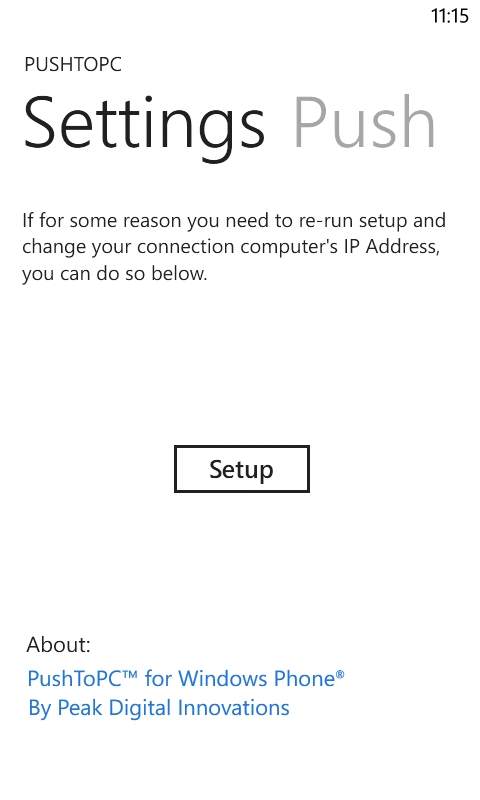 11:15
PUSHTOPC
Settings Push
If for some reason you need to re-run setup and
change your connection computer's IP Address,
you can do so below.
Setup
About:
PushToPC™ for Windows Phone®
By Peak Digital Innovations